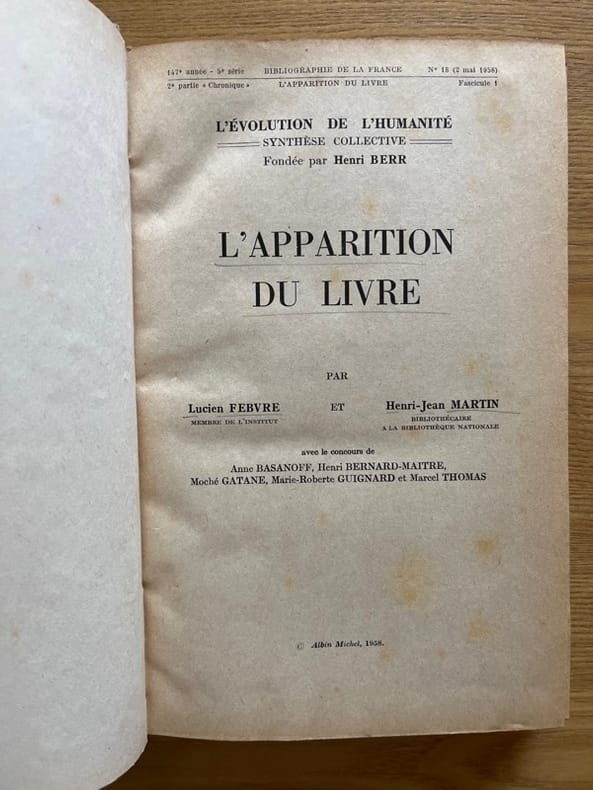 147e année - 5e série BIBLIOGRAPHIE DE LA FRANCE N° 18 (2 mai 1958)
2e partie « Chronique » L'APPARITION DU LIVRE Fascicule 1
L'ÉVOLUTION DE L'HUMANITÉ
SYNTHÈSE COLLECTIVE
Fondée par Henri BERR
L'APPARITION
DU LIVRE
PAR
Lucien FEBVRE ET Henri-Jean MARTIN
MEMBRE DE L'INSTITUT BIBLIOTHÉCAIRE
A LA BIBLIOTHÈQUE NATIONALE
avec le concours de
Anne BASANOFF, Henri BERNARD-MAITRE,
Moché GATANE, Marie-Roberte GUIGNARD et Marcel THOMAS
© Albin Michel, 1958.